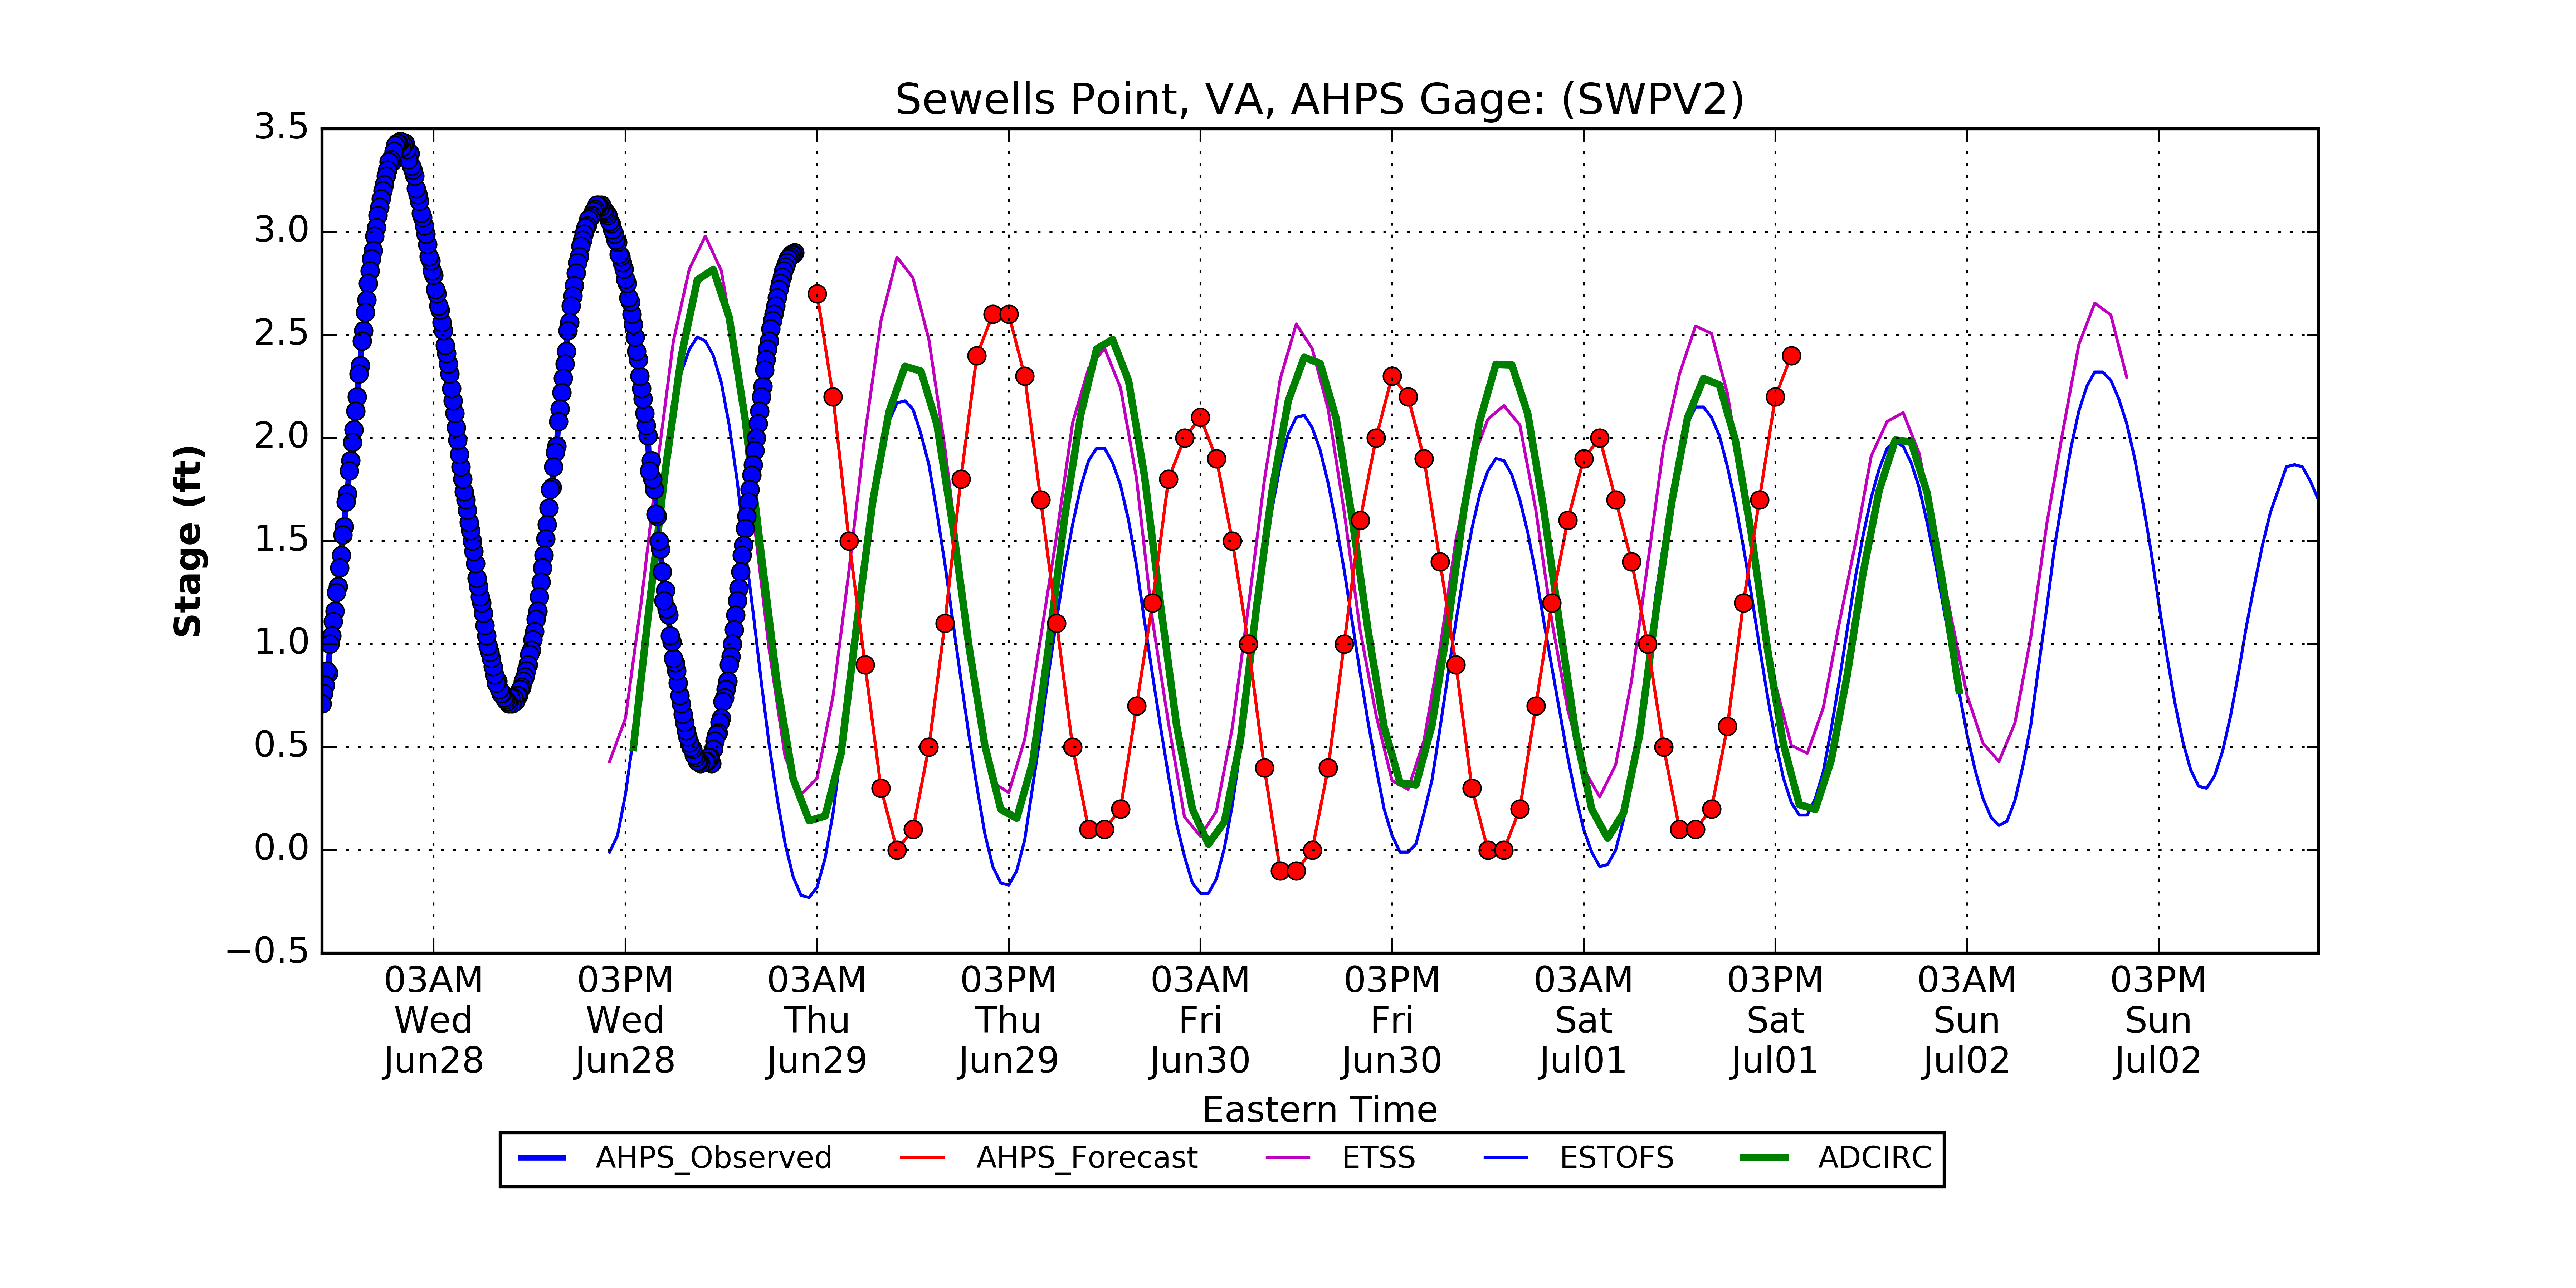 Sewells Point, VA, AHPS Gage: (SWPV2)
3.5
3.0
2.5
2.0
1.5
1.0
0.5
0.0
−0.5
Stage (ft)
03AM 03PM 03AM 03PM 03AM 03PM 03AM 03PM 03AM 03PM
Wed Wed Thu Thu Fri Fri Sat Sat Sun Sun
Jun28 Jun28 Jun29 Jun29 Jun30 Jun30 Jul01 Jul01 Jul02 Jul02
Eastern Time
AHPS_Observed AHPS_Forecast ETSS ESTOFS ADCIRC